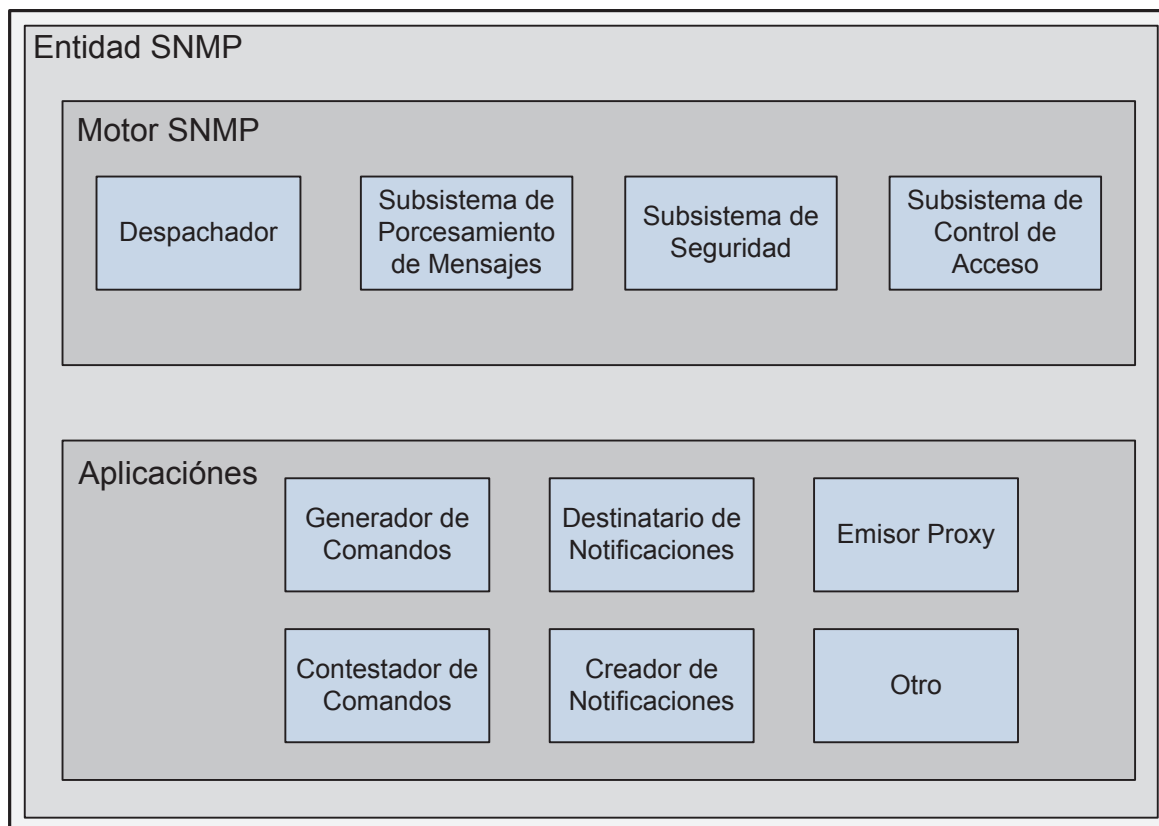 Entidad SNMP
Motor SNMP
Despachador
Subsistema de
Porcesamiento
de Mensajes
Subsistema de
Seguridad
Subsistema de
Control de
Acceso
Aplicaciónes
Generador de
Comandos
Destinatario de
Notificaciones
Emisor Proxy
Contestador de
Comandos
Creador de
Notificaciones
Otro